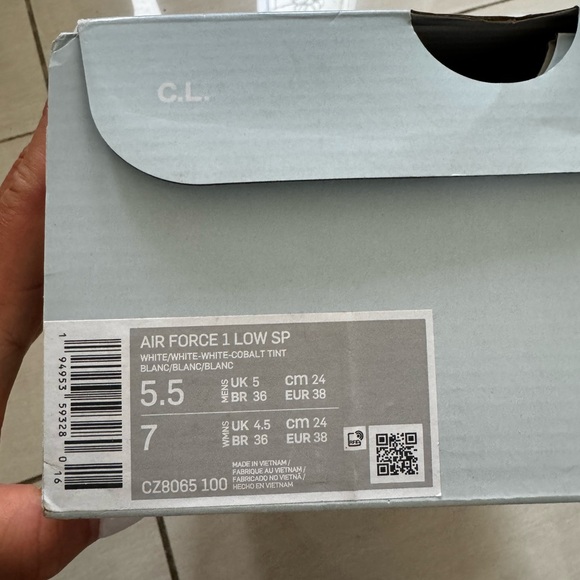 C.L.
AIR FORCE 1 LOW SP
WHITE/WHITE-WHITE-COBALT TINT
BLANC/BLANC/BLANC
5.5 MENS UK 5 cm 24
BR 36 EUR 38
7 WMNS UK 4.5 cm 24
BR 36 EUR 38
MADE IN VIETNAM /
FABRIQUE AU VIETNAM /
FABRICADO NO VIETNÃ /
HECHO EN VIETNAM
CZ8065 100
1 94953 59328 0 16